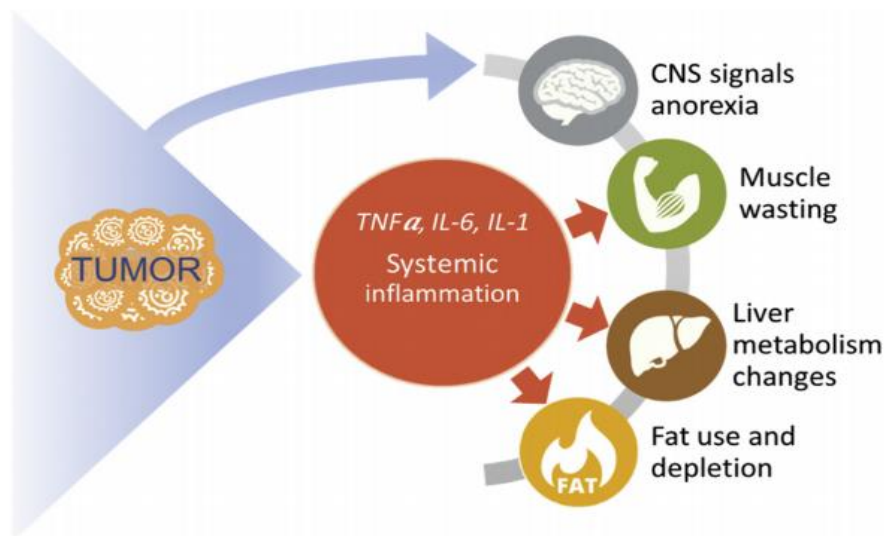 CNS signals
anorexia
Muscle
wasting
TNFa, IL-6, IL-1
Systemic
inflammation
TUMOR
Liver
metabolism
changes
Fat use and
depletion
FAT